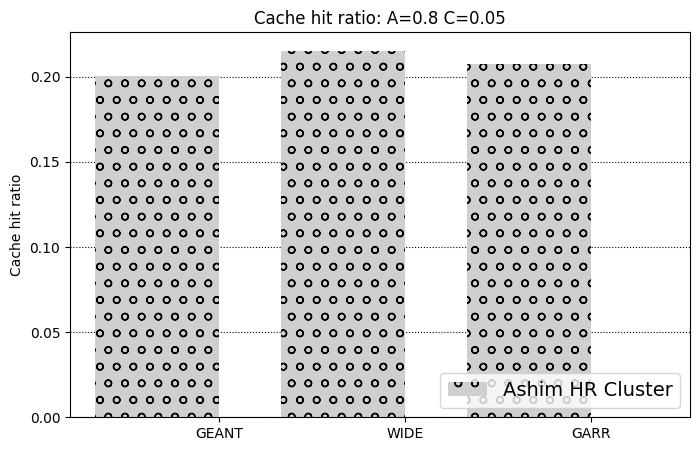 Cache hit ratio: A=0.8 C=0.05
Cache hit ratio
0.20
0.15
0.10
0.05
0.00
Ashim HR Cluster
GEANT
WIDE
GARR